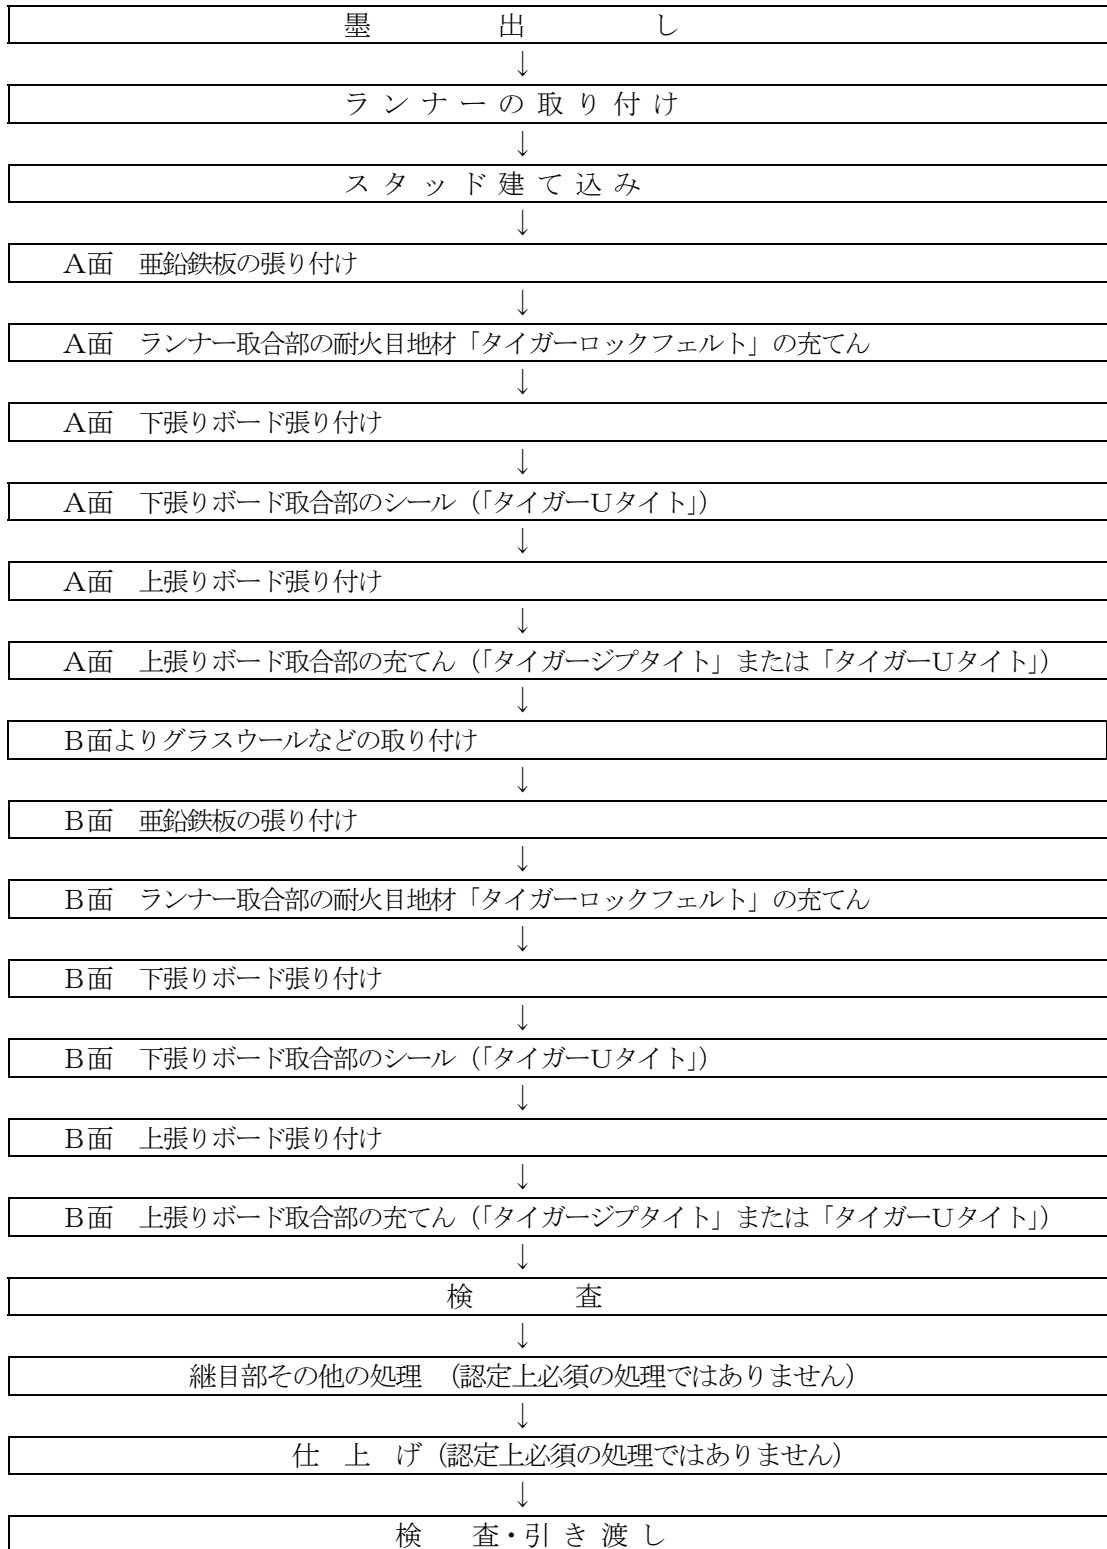 墨出し
↓
ランナーの取り付け
↓
スタッド建て込み
↓
A面　亜鉛鉄板の張り付け
↓
A面　ランナー取合部の耐火目地材「タイガーロックフェルト」の充てん
↓
A面　下張りボード張り付け
↓
A面　下張りボード取合部のシール（「タイガーUタイト」）
↓
A面　上張りボード張り付け
↓
A面　上張りボード取合部の充てん（「タイガージプタイト」または「タイガーUタイト」）
↓
B面よりグラスウールなどの取り付け
↓
B面　亜鉛鉄板の張り付け
↓
B面　ランナー取合部の耐火目地材「タイガーロックフェルト」の充てん
↓
B面　下張りボード張り付け
↓
B面　下張りボード取合部のシール（「タイガーUタイト」）
↓
B面　上張りボード張り付け
↓
B面　上張りボード取合部の充てん（「タイガージプタイト」または「タイガーUタイト」）
↓
検査
↓
継目部その他の処理　（認定上必須の処理ではありません）
↓
仕上げ（認定上必須の処理ではありません）
↓
検査・引き渡し